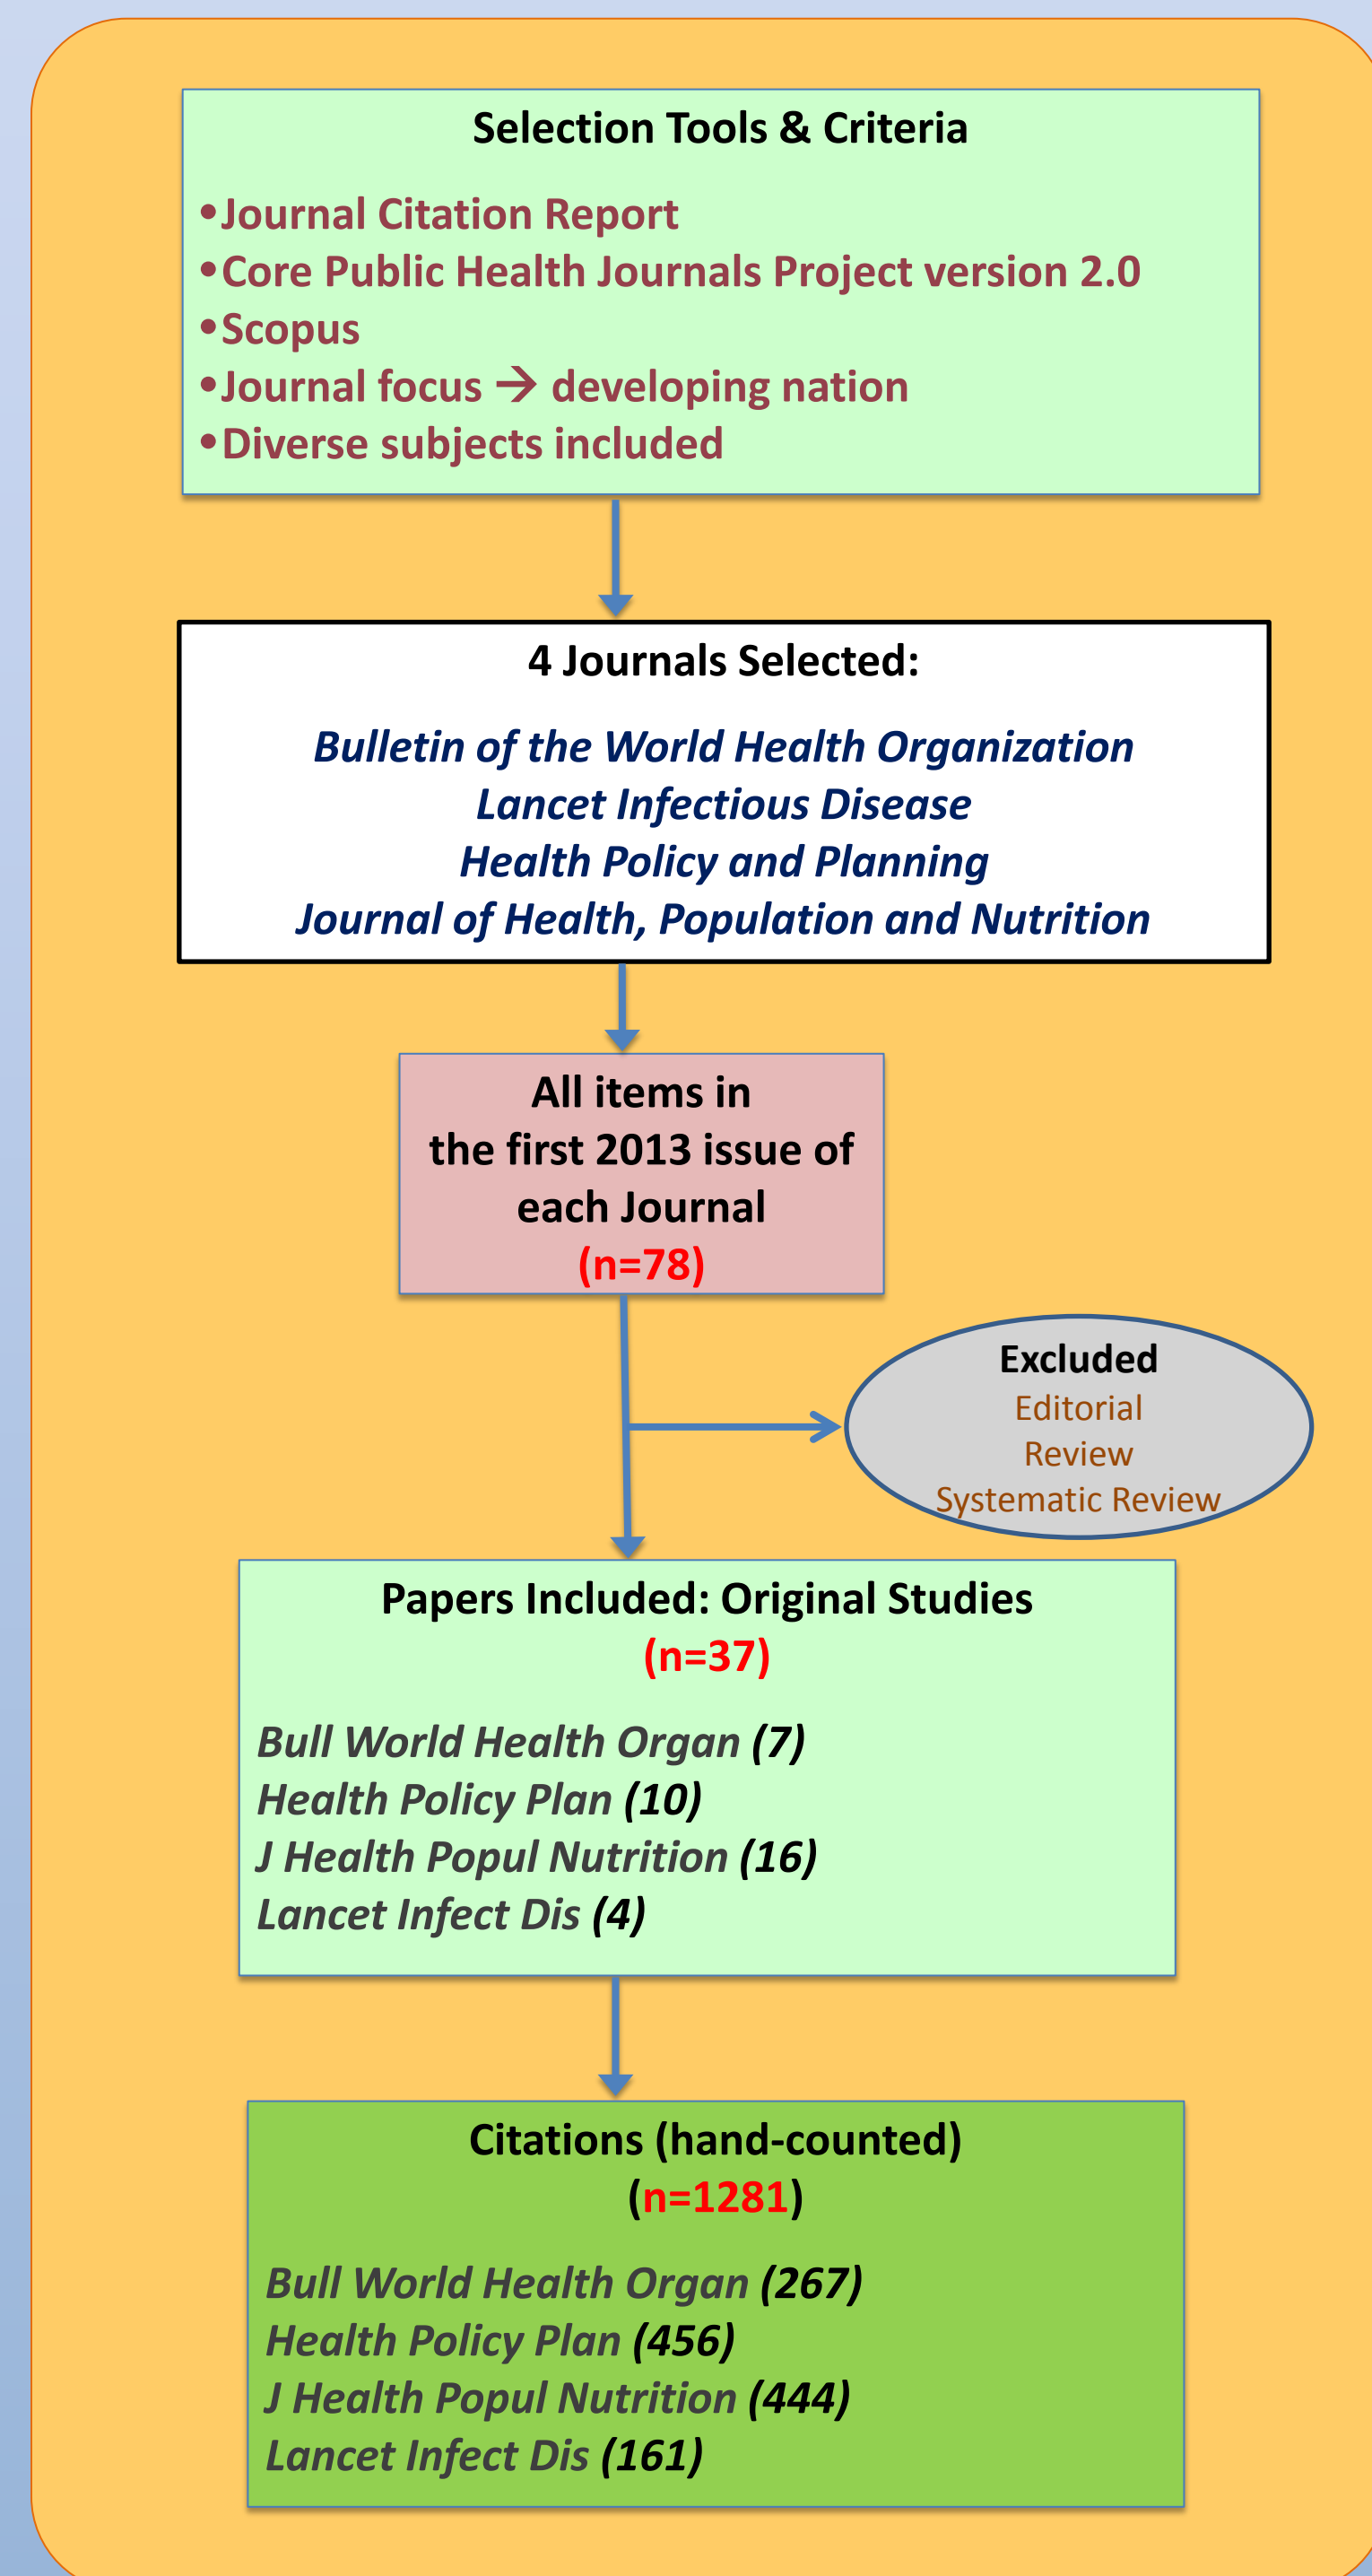 Selection Tools & Criteria
•Journal Citation Report
•Core Public Health Journals Project version 2.0
•Scopus
•Journal focus → developing nation
•Diverse subjects included
4 Journals Selected:
Bulletin of the World Health Organization
Lancet Infectious Disease
Health Policy and Planning
Journal of Health, Population and Nutrition
All items in
the first 2013 issue of
each Journal
(n=78)
Excluded
Editorial
Review
Systematic Review
Papers Included: Original Studies
(n=37)
Bull World Health Organ (7)
Health Policy Plan (10)
J Health Popul Nutrition (16)
Lancet Infect Dis (4)
Citations (hand-counted)
(n=1281)
Bull World Health Organ (267)
Health Policy Plan (456)
J Health Popul Nutrition (444)
Lancet Infect Dis (161)